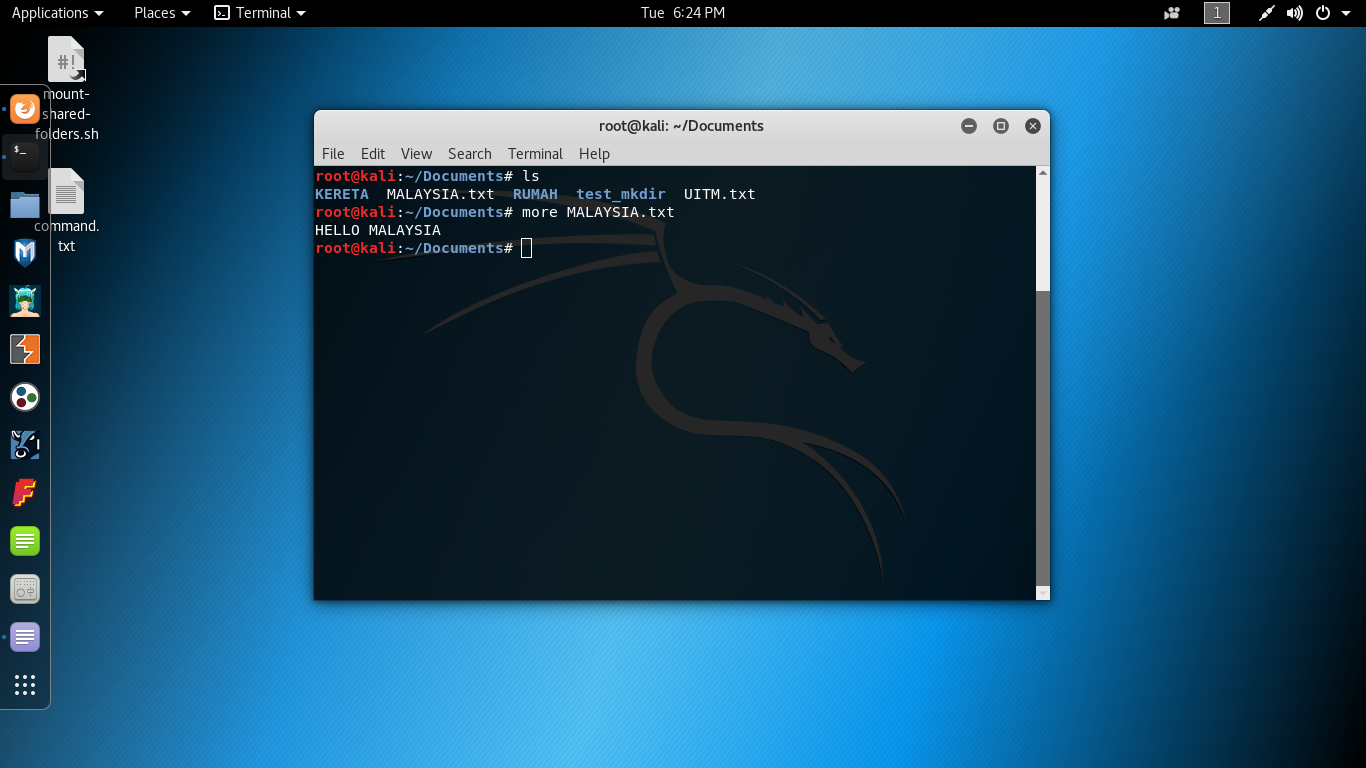 Applications Places Terminal Tue 6:24 PM 1
#!
mount-
shared-
folders.sh
command.
txt
$_
root@kali: ~/Documents
File Edit View Search Terminal Help
root@kali:~/Documents# ls
KERETA MALAYSIA.txt RUMAH test_mkdir UITM.txt
root@kali:~/Documents# more MALAYSIA.txt
HELLO MALAYSIA
root@kali:~/Documents#